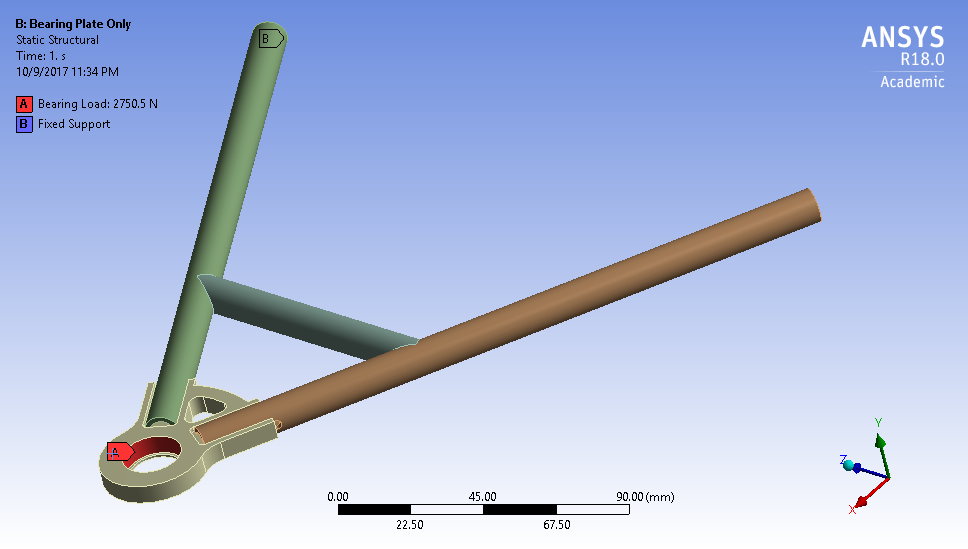 B: Bearing Plate Only
Static Structural
Time: 1. s
10/9/2017 11:34 PM
A Bearing Load: 2750.5 N
B Fixed Support
ANSYS
R18.0
Academic
B
A
0.00 45.00 90.00 (mm)
22.50 67.50
Y
Z
X